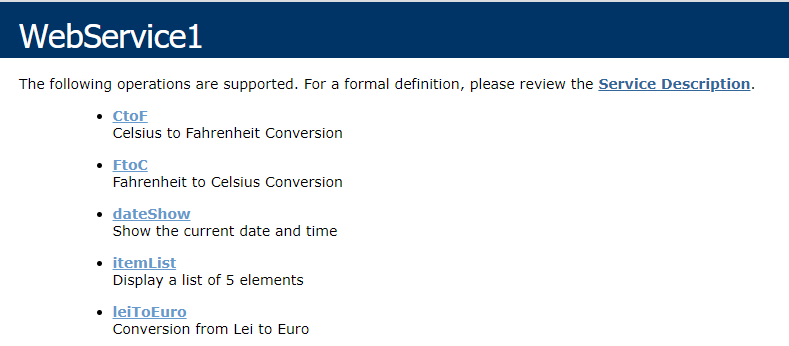 WebService1
The following operations are supported. For a formal definition, please review the Service Description.
CtoF
Celsius to Fahrenheit Conversion
FtoC
Fahrenheit to Celsius Conversion
dateShow
Show the current date and time
itemList
Display a list of 5 elements
leiToEuro
Conversion from Lei to Euro